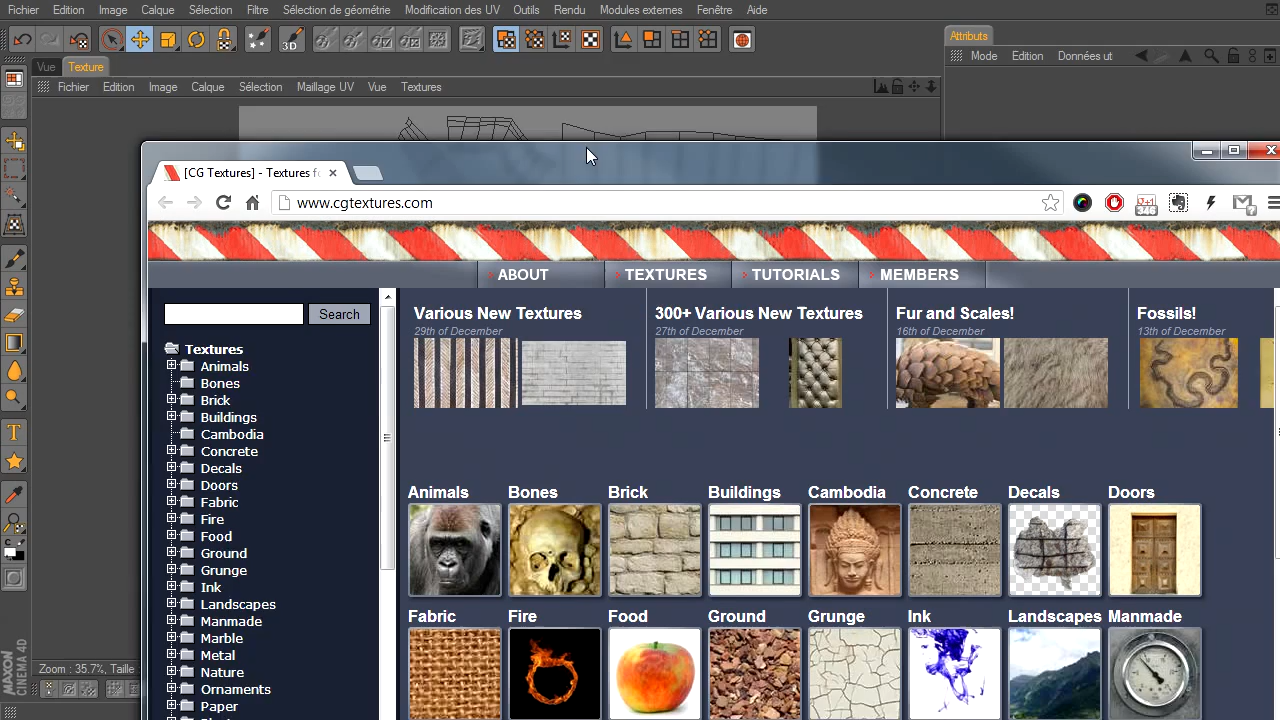 Fichier Edition Image Calque Sélection Filtre Sélection de géométrie Modification des UV Outils Rendu Modules externes Fenêtre Aide
3D
Attributs
Mode Edition Données ut
Vue Texture
Fichier Edition Image Calque Sélection Maillage UV Vue Textures
[CG Textures] - Textures fo
www.cgtextures.com
ABOUT TEXTURES TUTORIALS MEMBERS
Search
Various New Textures
29th of December
300+ Various New Textures
27th of December
Fur and Scales!
16th of December
Fossils!
13th of December
Textures
Animals
Bones
Brick
Buildings
Cambodia
Concrete
Decals
Doors
Fabric
Fire
Food
Ground
Grunge
Ink
Landscapes
Manmade
Marble
Metal
Nature
Ornaments
Paper
Animals Bones Brick Buildings Cambodia Concrete Decals Doors
Fabric Fire Food Ground Grunge Ink Landscapes Manmade
Zoom : 35.7%, Taille
MAXON
CINEMA 4D